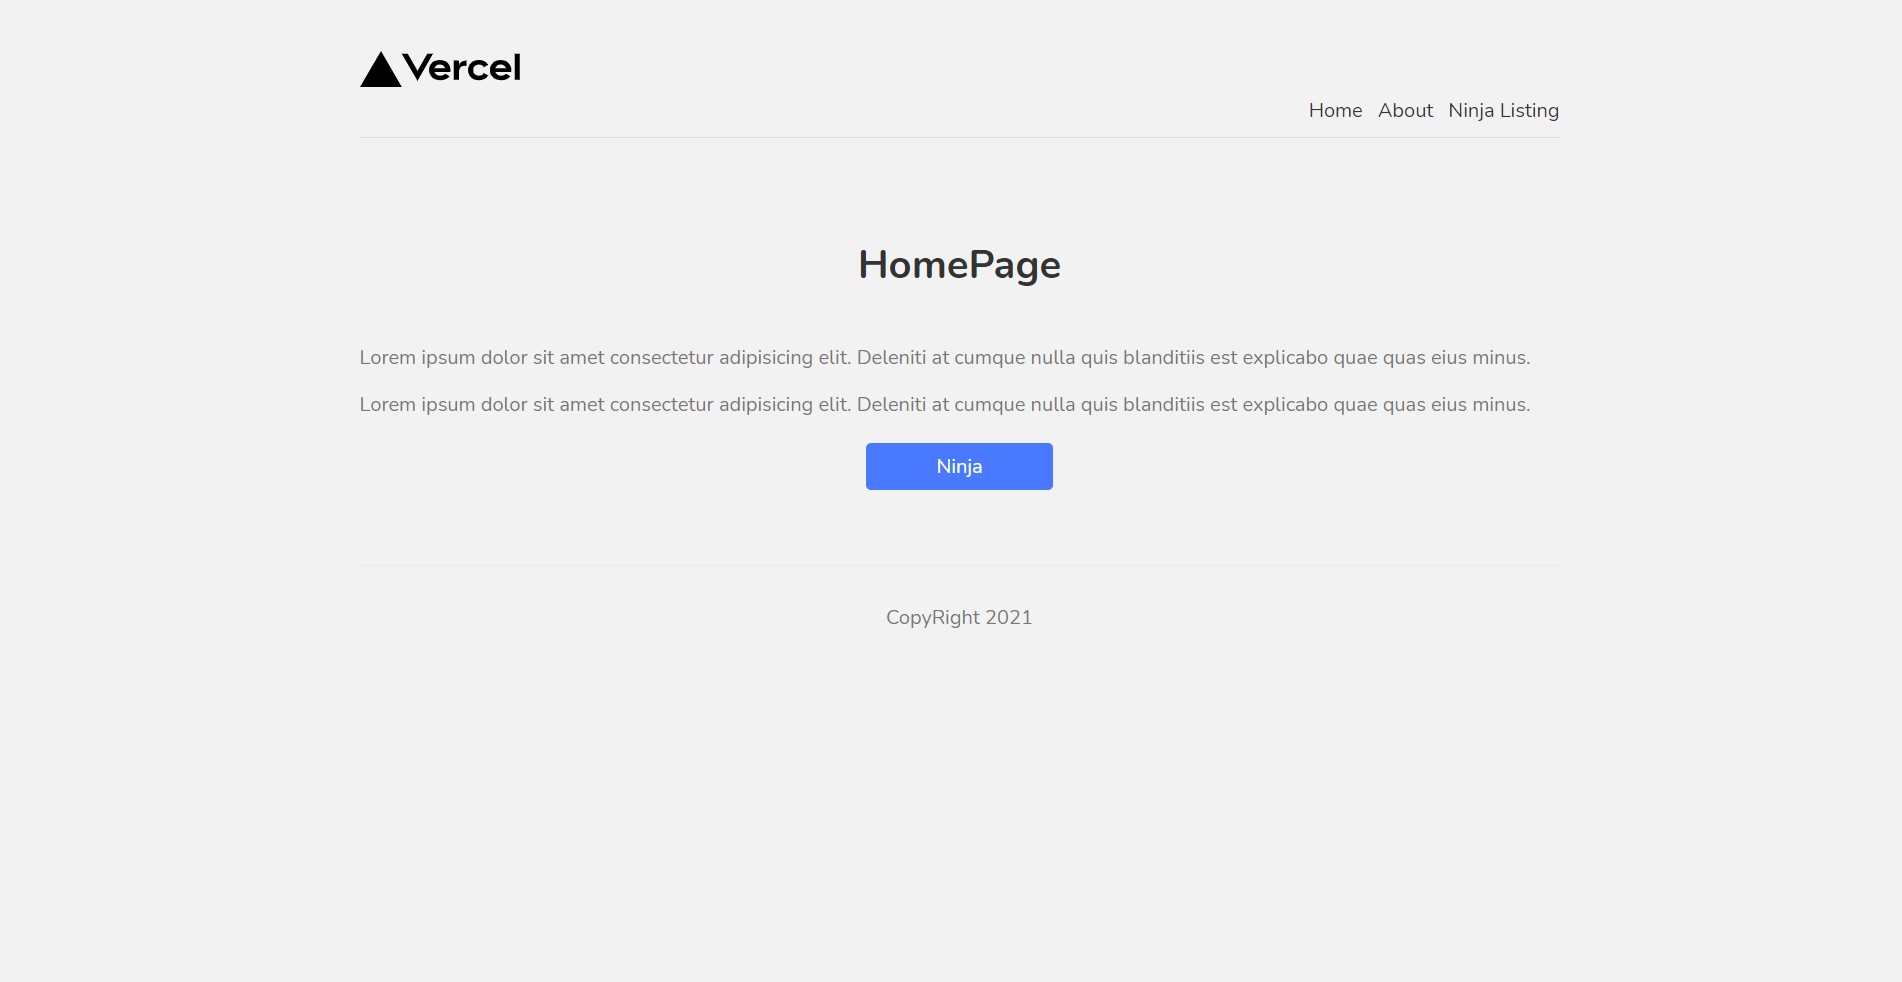 Vercel
Home About Ninja Listing
HomePage
Lorem ipsum dolor sit amet consectetur adipisicing elit. Deleniti at cumque nulla quis blanditiis est explicabo quae quas eius minus.
Lorem ipsum dolor sit amet consectetur adipisicing elit. Deleniti at cumque nulla quis blanditiis est explicabo quae quas eius minus.
Ninja
CopyRight 2021